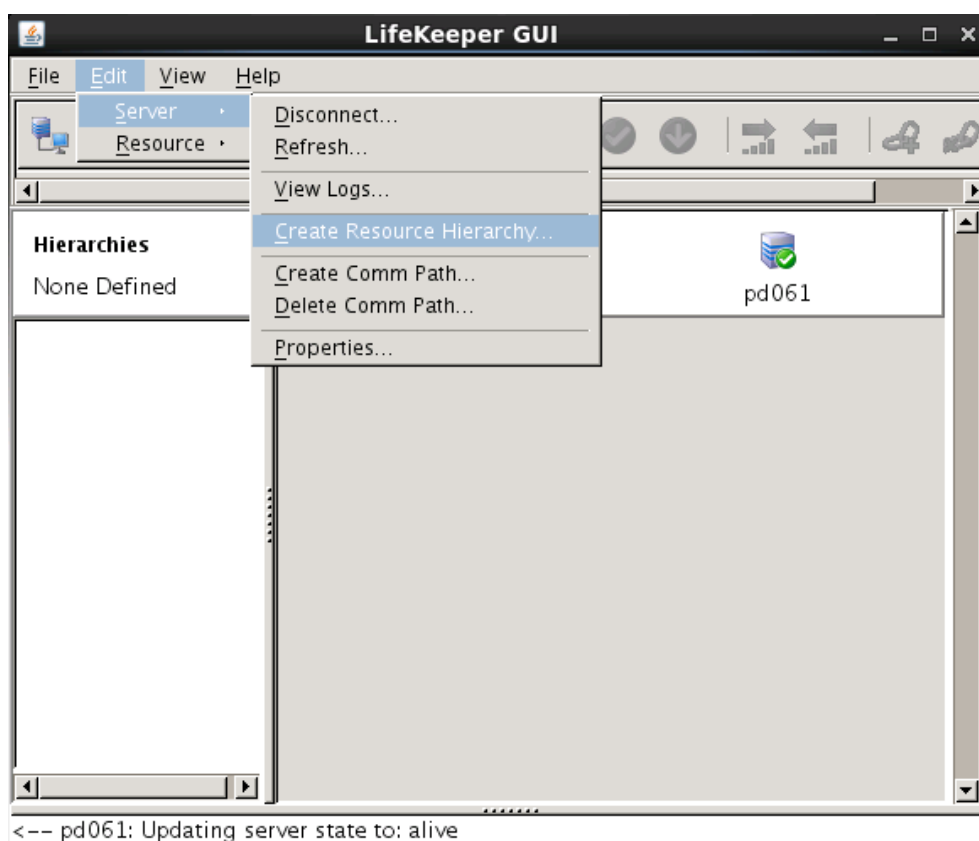 LifeKeeper GUI
File Edit View Help
Server
Resource
Disconnect...
Refresh...
View Logs...
Create Resource Hierarchy...
Create Comm Path...
Delete Comm Path...
Properties...
Hierarchies
None Defined
pd061
<-- pd061: Updating server state to: alive